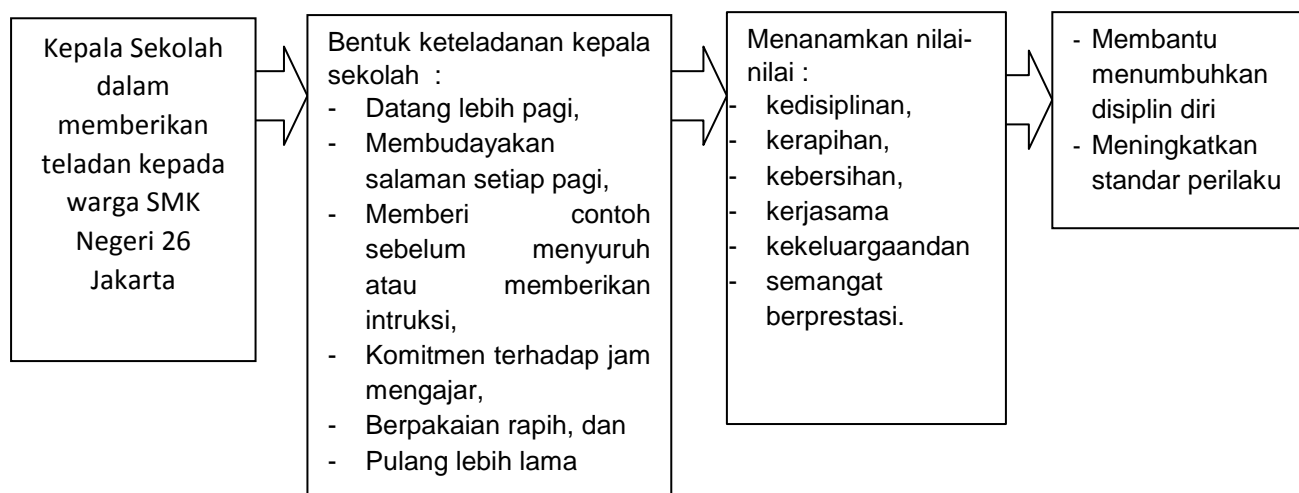 Kepala Sekolah
dalam
memberikan
teladan kepada
warga SMK
Negeri 26
Jakarta
Bentuk keteladanan kepala
sekolah :
- Datang lebih pagi,
- Membudayakan
salaman setiap pagi,
- Memberi contoh
sebelum menyuruh
atau memberikan
intruksi,
- Komitmen terhadap jam
mengajar,
- Berpakaian rapih, dan
- Pulang lebih lama
Menanamkan nilai-
nilai :
- kedisiplinan,
- kerapihan,
- kebersihan,
- kerjasama
- kekeluargaandan
- semangat
berprestasi.
- Membantu
menumbuhkan
disiplin diri
- Meningkatkan
standar perilaku